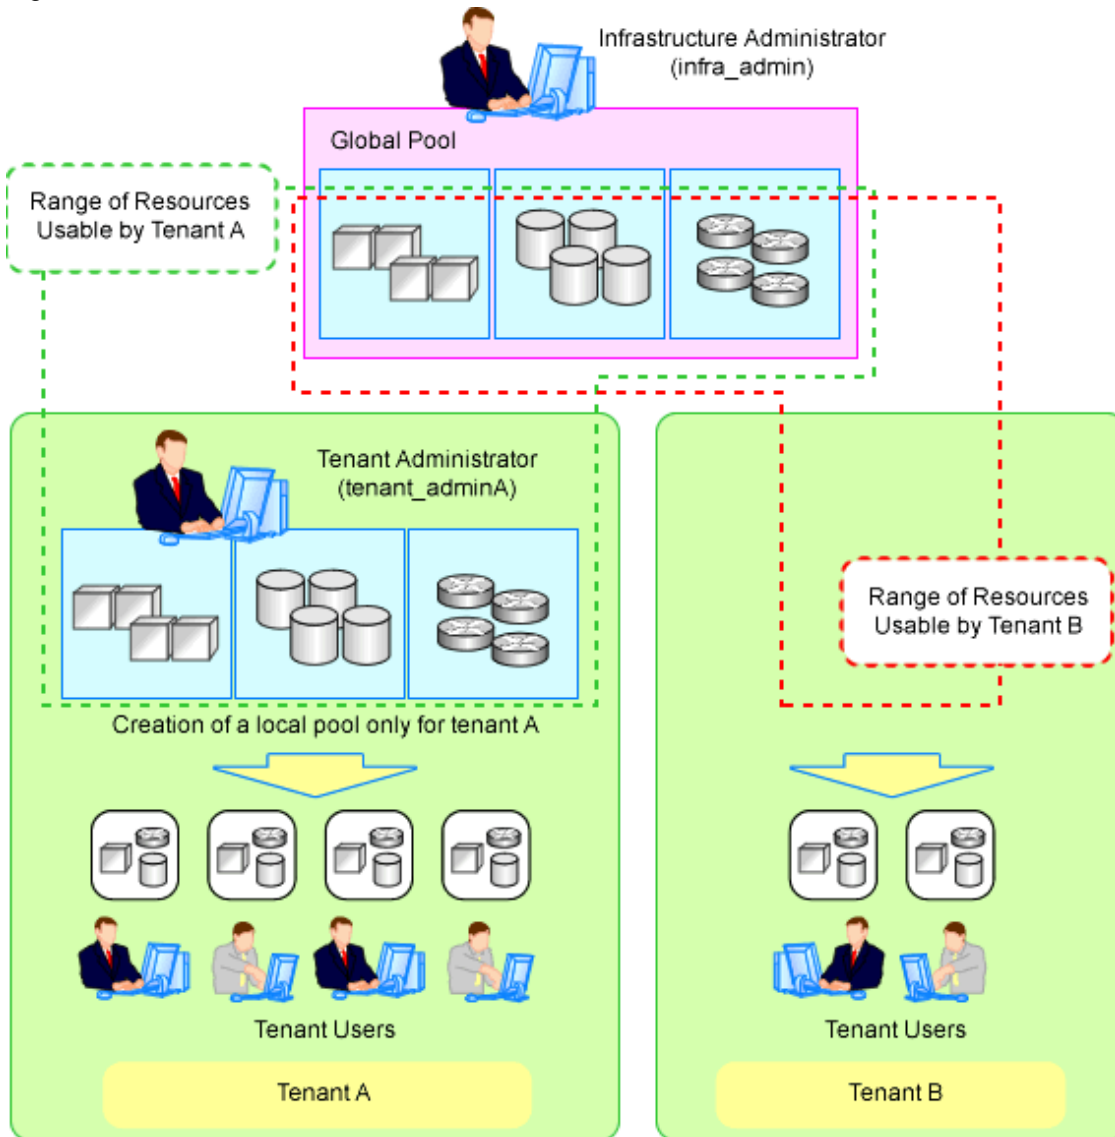 Infrastructure Administrator
(infra_admin)
Global Pool
Range of Resources
Usable by Tenant A
Tenant Administrator
(tenant_adminA)
Range of Resources
Usable by Tenant B
Creation of a local pool only for tenant A
Tenant Users
Tenant Users
Tenant A
Tenant B